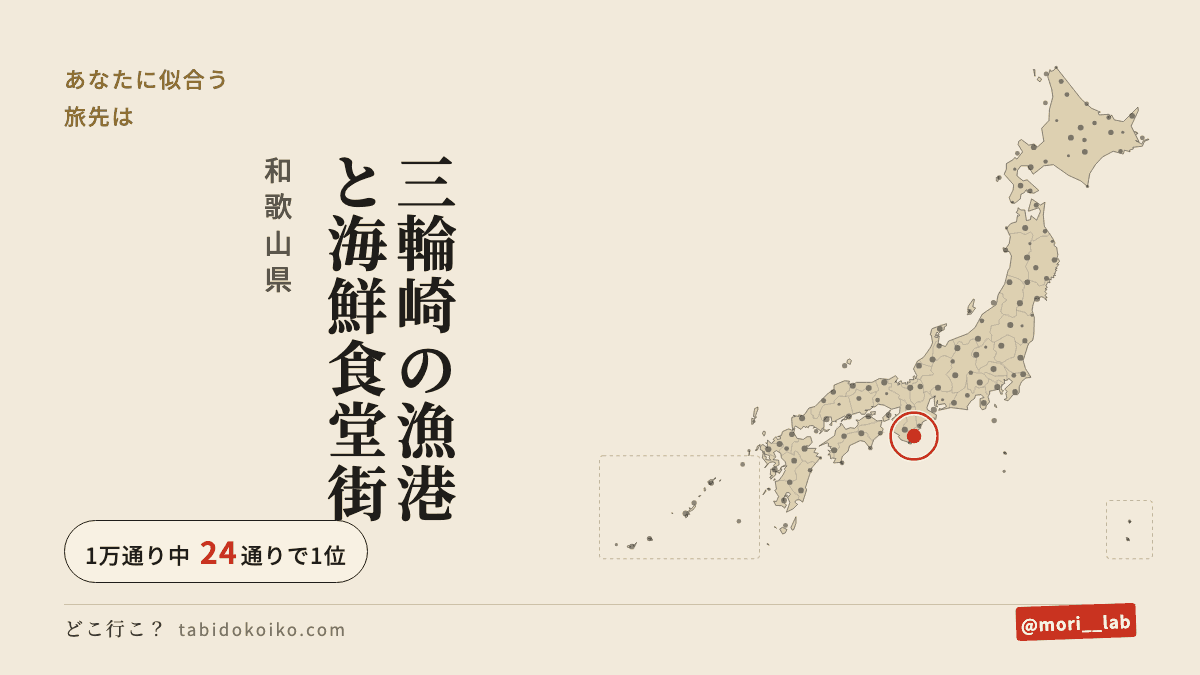 あなたに似合う
旅先は
三輪崎の漁港
と海鮮食堂街
和歌山県
1万通り中 24通りで1位
どこ行こ？ tabidokoiko.com
@mori__lab